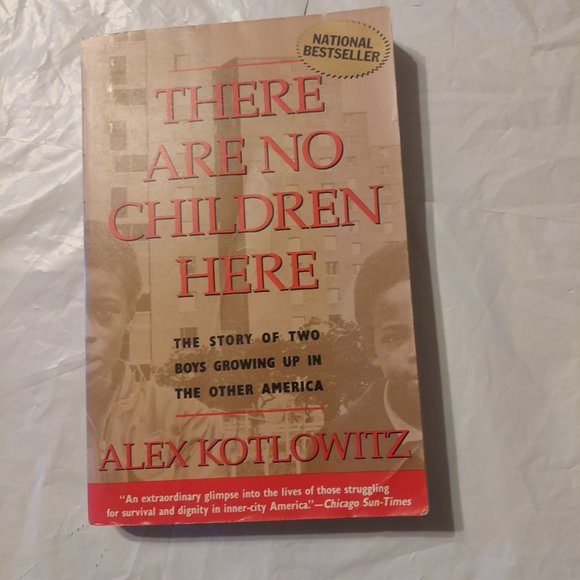 NATIONAL
BESTSELLER
THERE
ARE NO
CHILDREN
HERE
THE STORY OF TWO
BOYS GROWING UP IN
THE OTHER AMERICA
ALEX KOTLOWITZ
"An extraordinary glimpse into the lives of those struggling
for survival and dignity in inner-city America."—Chicago Sun-Times